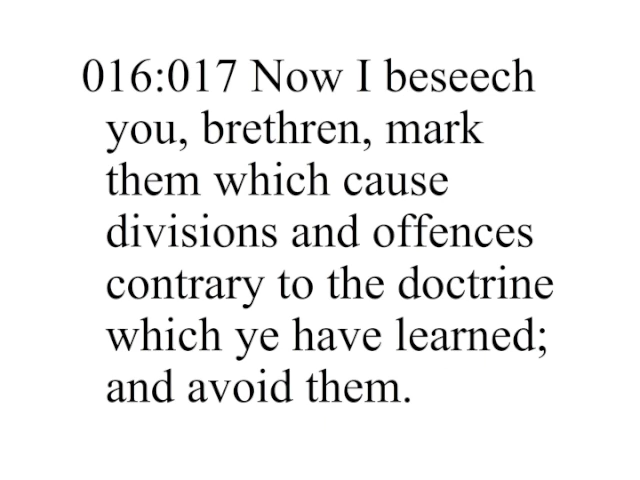 016:017 Now I beseech
you, brethren, mark
them which cause
divisions and offences
contrary to the doctrine
which ye have learned;
and avoid them.